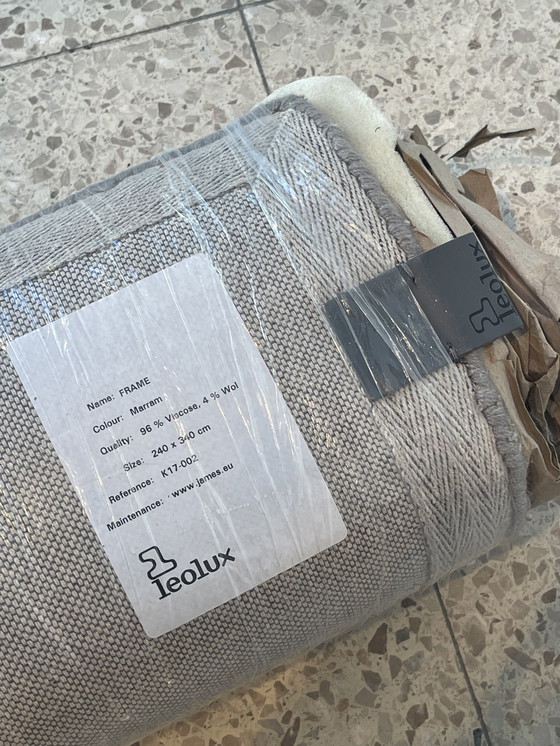 Name: FRAME
Colour: Marram
Quality: 96 % Viscose, 4 % Wol
Size: 240 x 340 cm
Reference: K17-002
Maintenance: www.james.eu
leolux
leolux